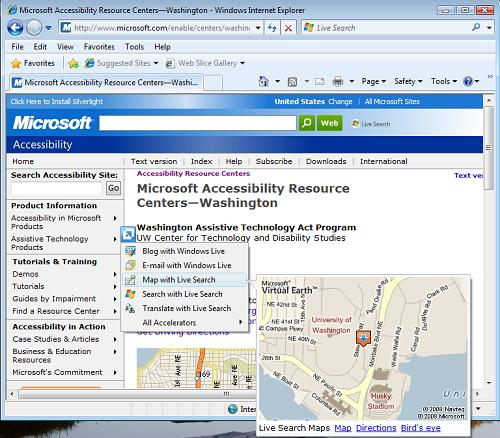 Microsoft Accessibility Resource Centers—Washington - Windows Internet Explorer
http://www.microsoft.com/enable/centers/washin
Live Search
File Edit View Favorites Tools Help
Favorites Suggested Sites Web Slice Gallery
Microsoft Accessibility Resource Centers—Washi...
Page Safety Tools
Click Here to Install Silverlight
United States Change | All Microsoft Sites
Microsoft
Web
Live Search
Accessibility
Home | Text version | Index | Help | Subscribe | Downloads | International
Search Accessibility Site:
Go
Product Information
Accessibility in Microsoft
Products
Assistive Technology
Products
Tutorials & Training
Demos
Tutorials
Guides by Impairment
Find a Resource Center
Accessibility in Action
Case Studies & Articles
Business & Education
Resources
Microsoft's Commitment
Accessibility Resource Centers
Text ver
Microsoft Accessibility Resource
Centers—Washington
Washington Assistive Technology Act Program
UW Center for Technology and Disability Studies
Blog with Windows Live
E-mail with Windows Live
Map with Live Search
Search with Live Search
Translate with Live Search
All Accelerators
Get Driving Directions
169
Microsoft®
Virtual Earth™
NE 42nd St
NE 41st St
Campus Pkwy
NE 40th St
University of
Washington
Montlake Blvd NE
Walla Walla Rd
NE Boat St
NE Pacific St
Columbia Rd
Husky
Stadium
Uni
© 2008 Navteq
© 2008 Microsoft
Live Search Maps Map Directions Bird's eye
Inter